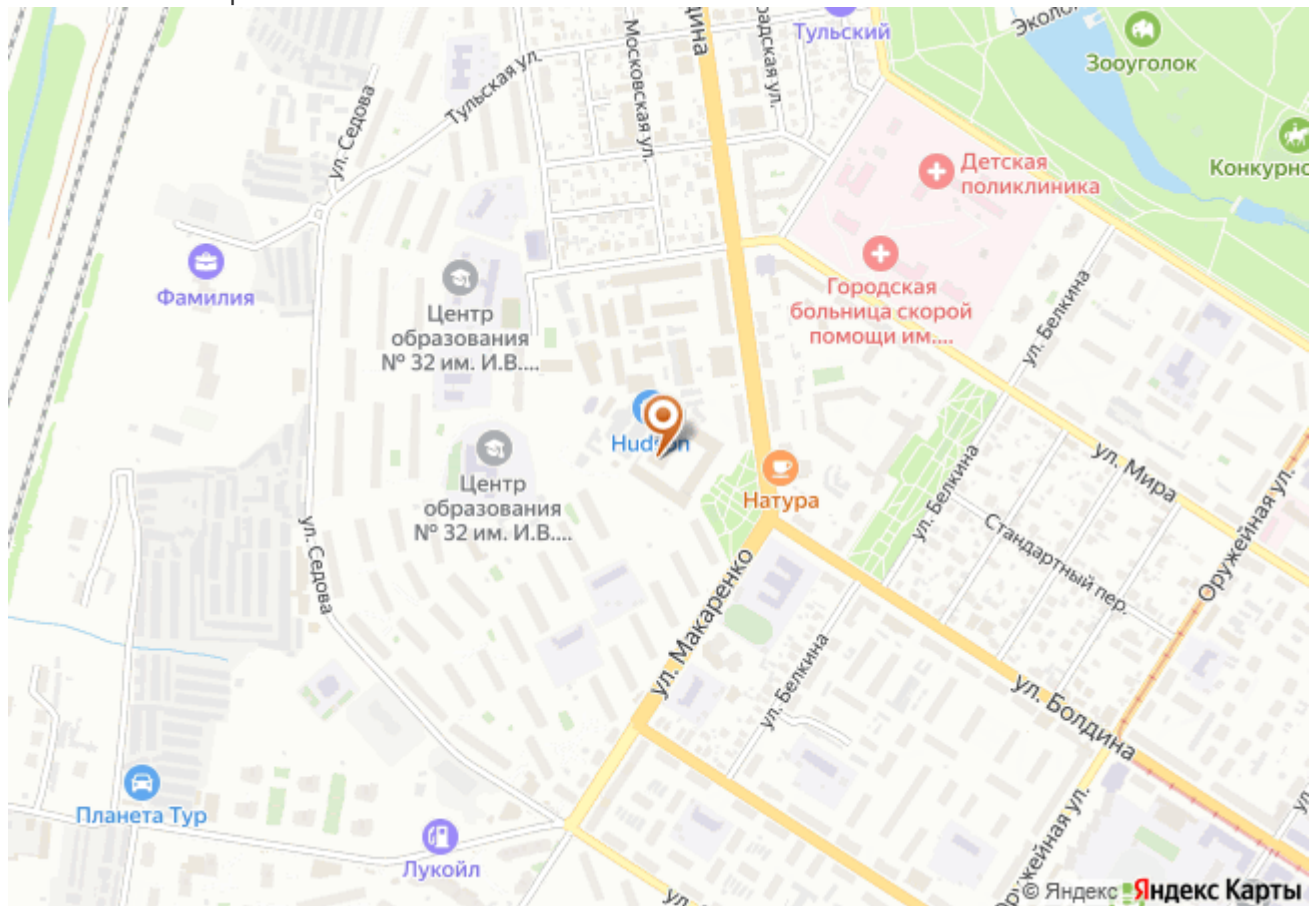 Тульский
Зооуголок
Конкурно
Детская
поликлиника
Тульская ул.
Московская ул.
ул. Седова
Фамилия
Центр
образования
№ 32 им. И.В....
Городская
больница скорой
помощи им....
ул. Белкина
Hudson
Центр
образования
№ 32 им. И.В....
Натура
ул. Белкина
ул. Мира
Стандартный пер.
Оружейная ул.
ул. Седова
ул. Макаренко
ул. Белкина
ул. Болдина
Планета Тур
Лукойл
© Яндекс
Яндекс Карты